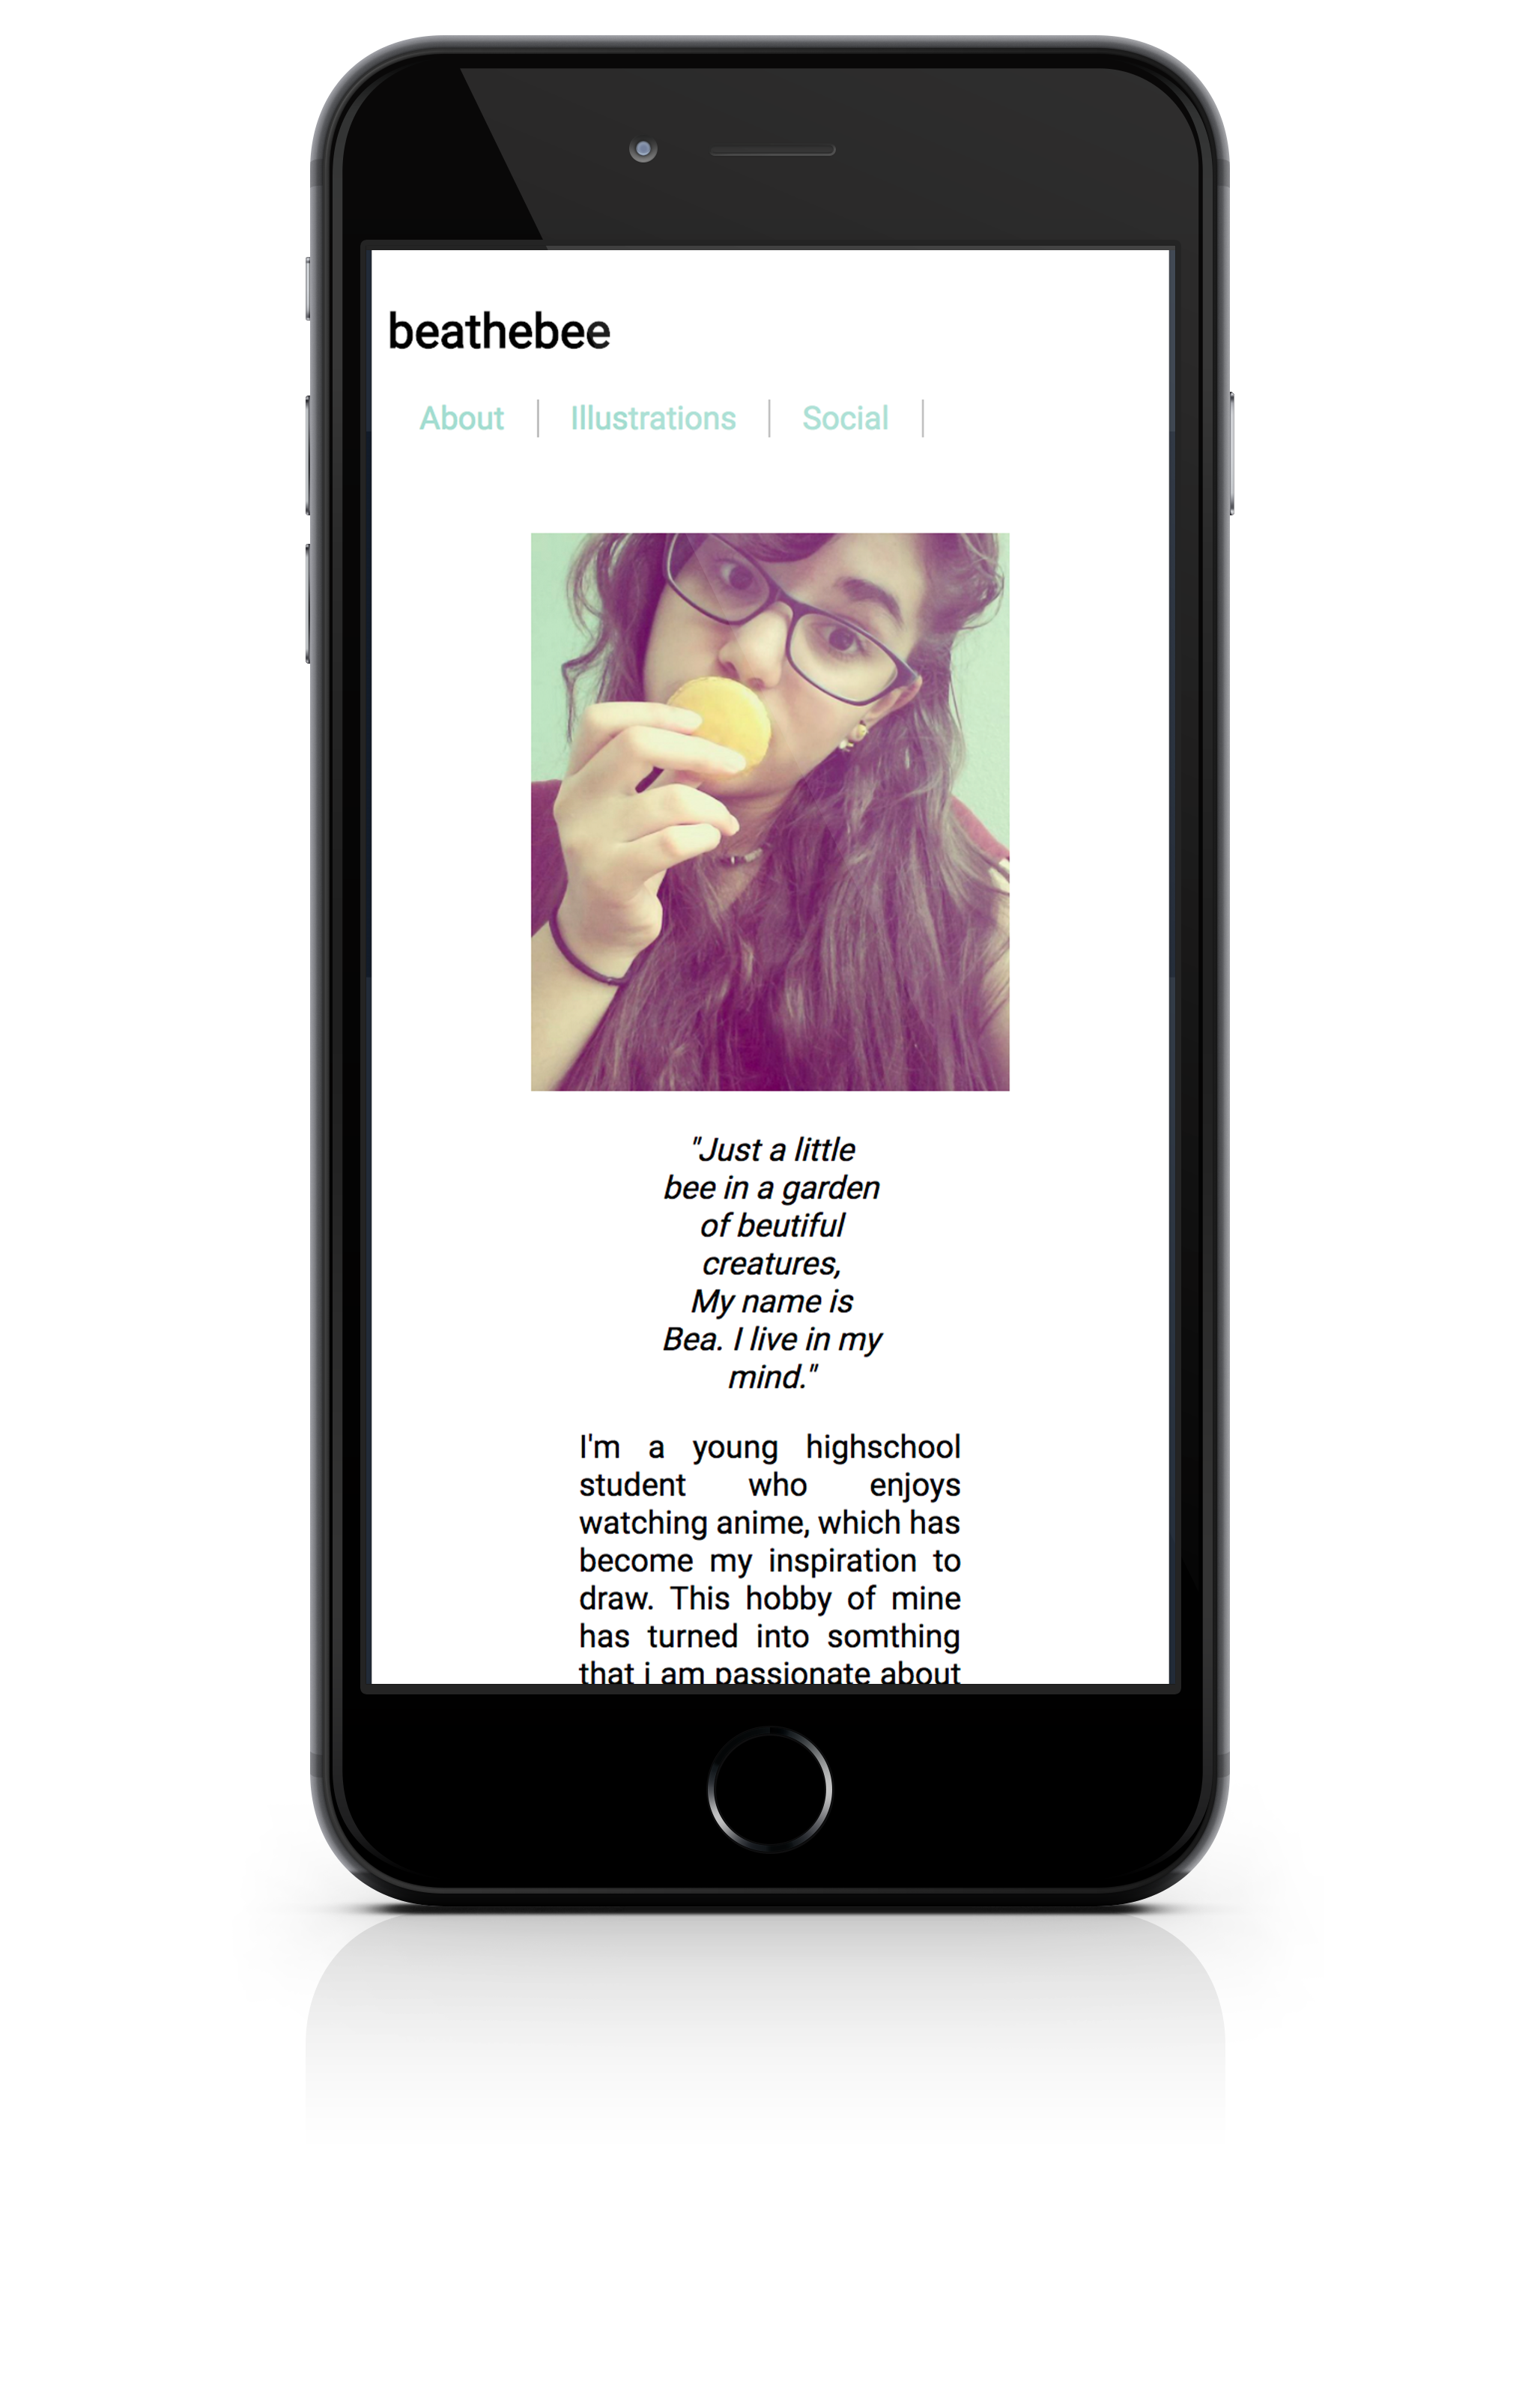 beathebee
About | Illustrations | Social |
"Just a little
bee in a garden
of beutiful
creatures,
My name is
Bea. I live in my
mind."
I'm a young highschool
student who enjoys
watching anime, which has
become my inspiration to
draw. This hobby of mine
has turned into somthing
that i am passionate about